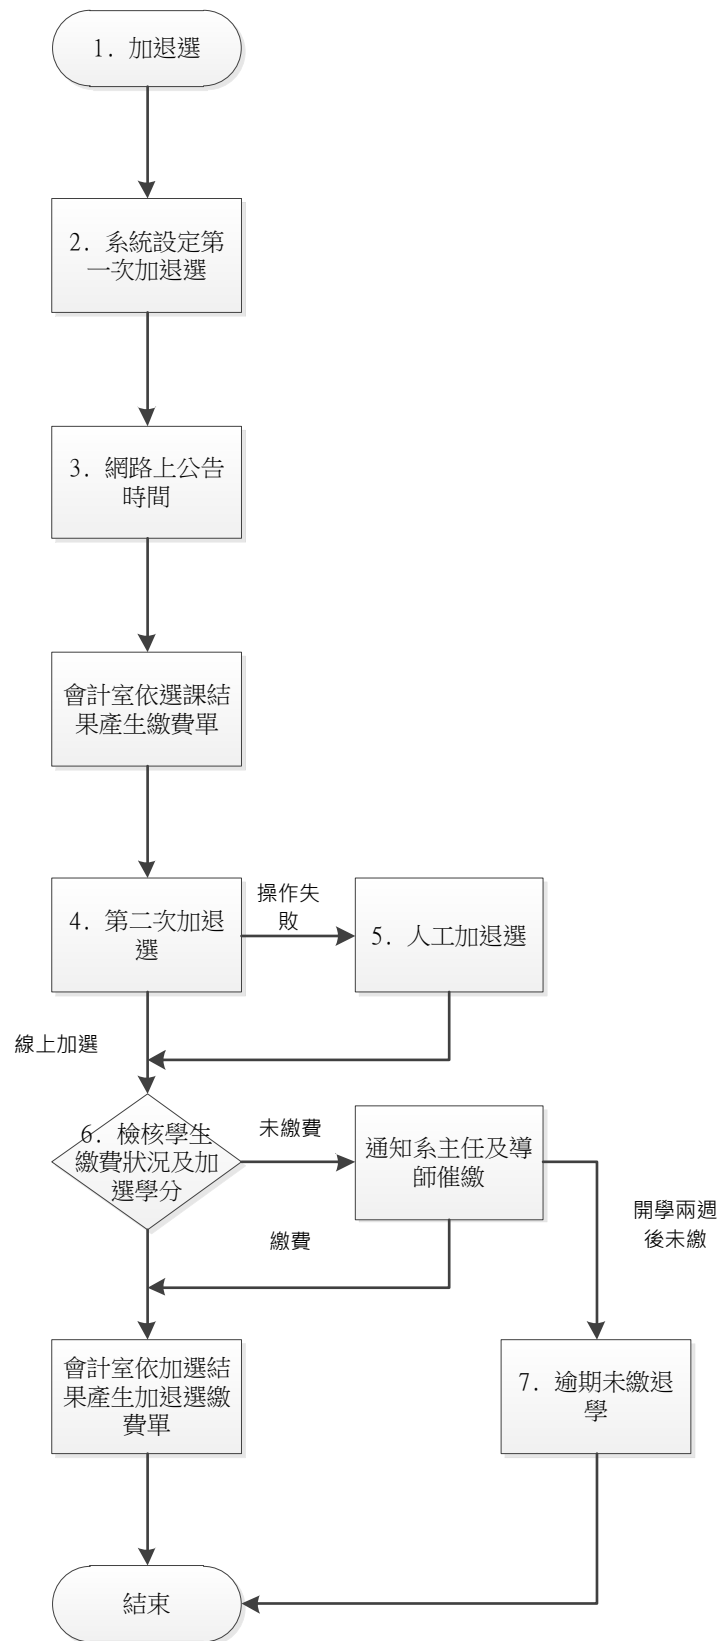 1. 加退選
2. 系統設定第
一次加退選
3. 網路上公告
時間
會計室依選課結
果產生繳費單
4. 第二次加退
選
操作失
敗
5. 人工加退選
線上加選
6. 檢核學生
繳費狀況及加
選學分
未繳費
通知系主任及導
師催繳
繳費
開學兩週
後未繳
會計室依加選結
果產生加退選繳
費單
7. 逾期未繳退
學
結束